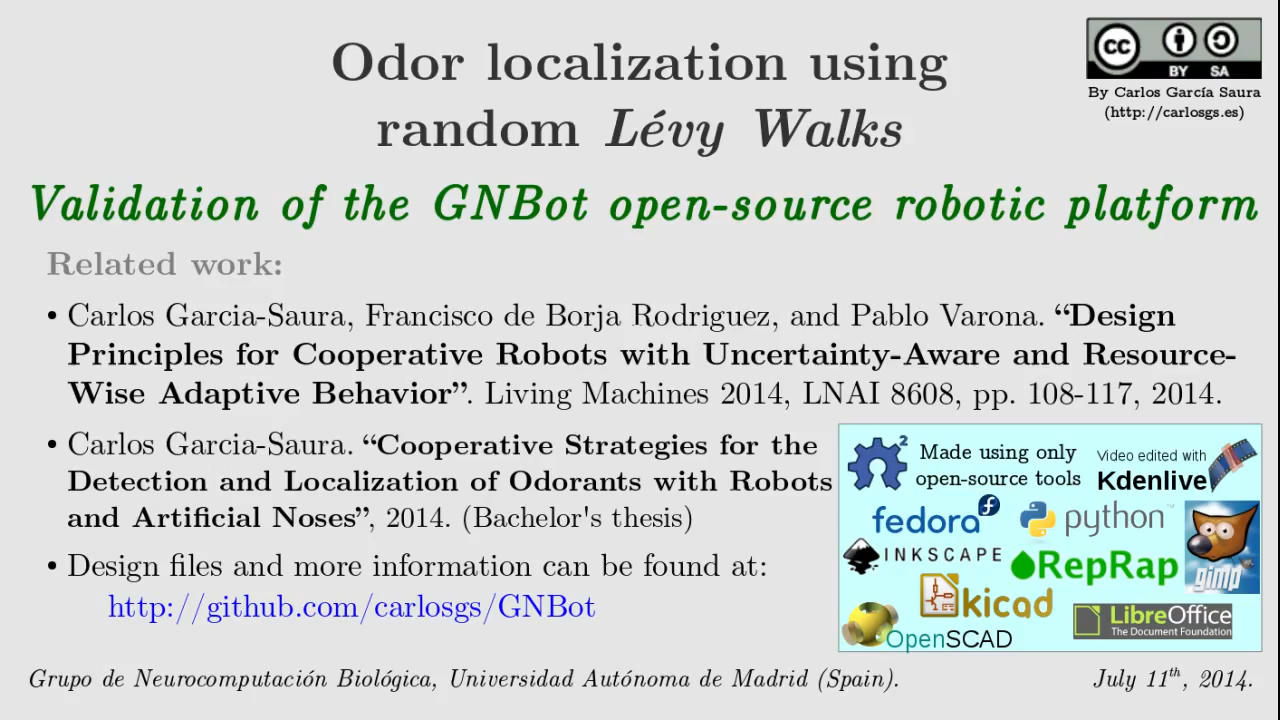 Odor localization using
random Lévy Walks
cc
BY SA
By Carlos García Saura
(http://carlosgs.es)
Validation of the GNBot open-source robotic platform
Related work:
• Carlos Garcia-Saura, Francisco de Borja Rodriguez, and Pablo Varona. “Design
Principles for Cooperative Robots with Uncertainty-Aware and Resource-
Wise Adaptive Behavior”. Living Machines 2014, LNAI 8608, pp. 108-117, 2014.
• Carlos Garcia-Saura. “Cooperative Strategies for the
Detection and Localization of Odorants with Robots
and Artificial Noses”, 2014. (Bachelor's thesis)
• Design files and more information can be found at:
http://github.com/carlosgs/GNBot
2
Made using only
open-source tools
Video edited with
Kdenlive
fedora
python™
INKSCAPE
RepRap
gimp
kicad
OpenSCAD
LibreOffice
The Document Foundation
Grupo de Neurocomputación Biológica, Universidad Autónoma de Madrid (Spain).
July 11th, 2014.